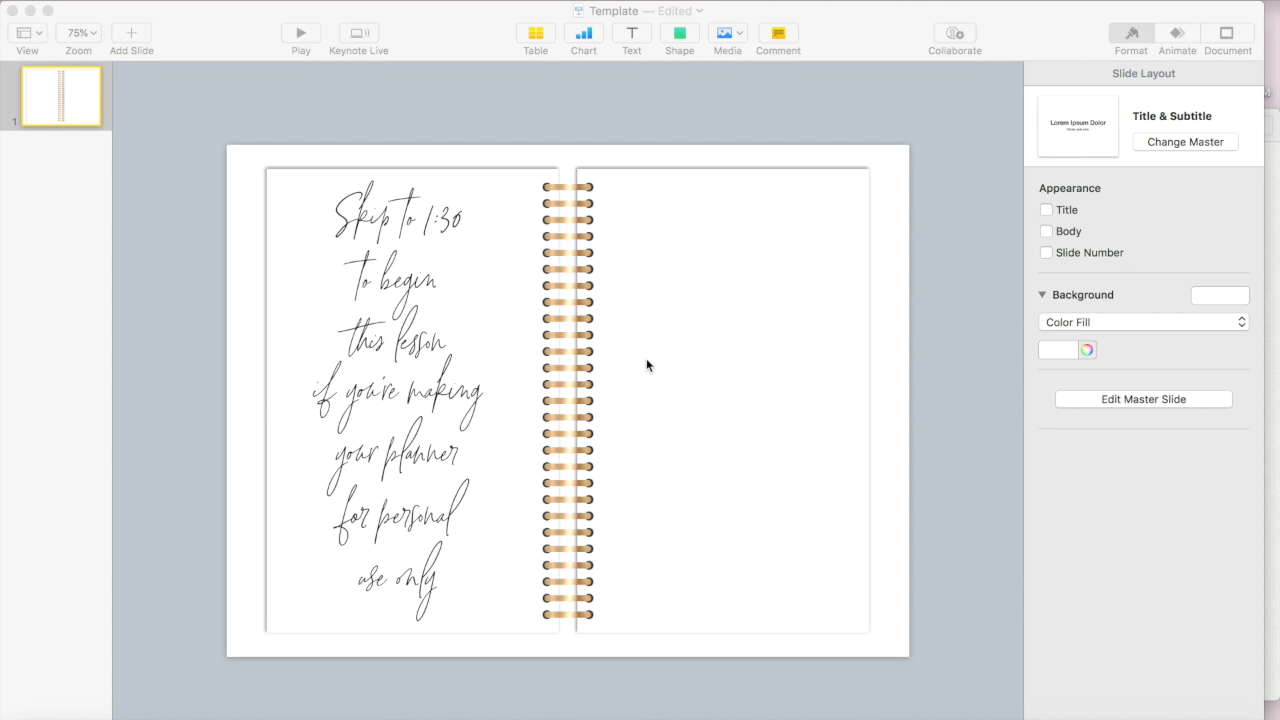 Template — Edited
View
75%
Zoom
Add Slide
Play
Keynote Live
Table
Chart
Text
Shape
Media
Comment
Collaborate
Format
Animate
Document
1
Skip to 1:30
to begin
this lesson
if you're making
your planner
for personal
use only
Slide Layout
Lorem Ipsum Dolor
Title & Subtitle
Change Master
Appearance
Title
Body
Slide Number
Background
Color Fill
Edit Master Slide